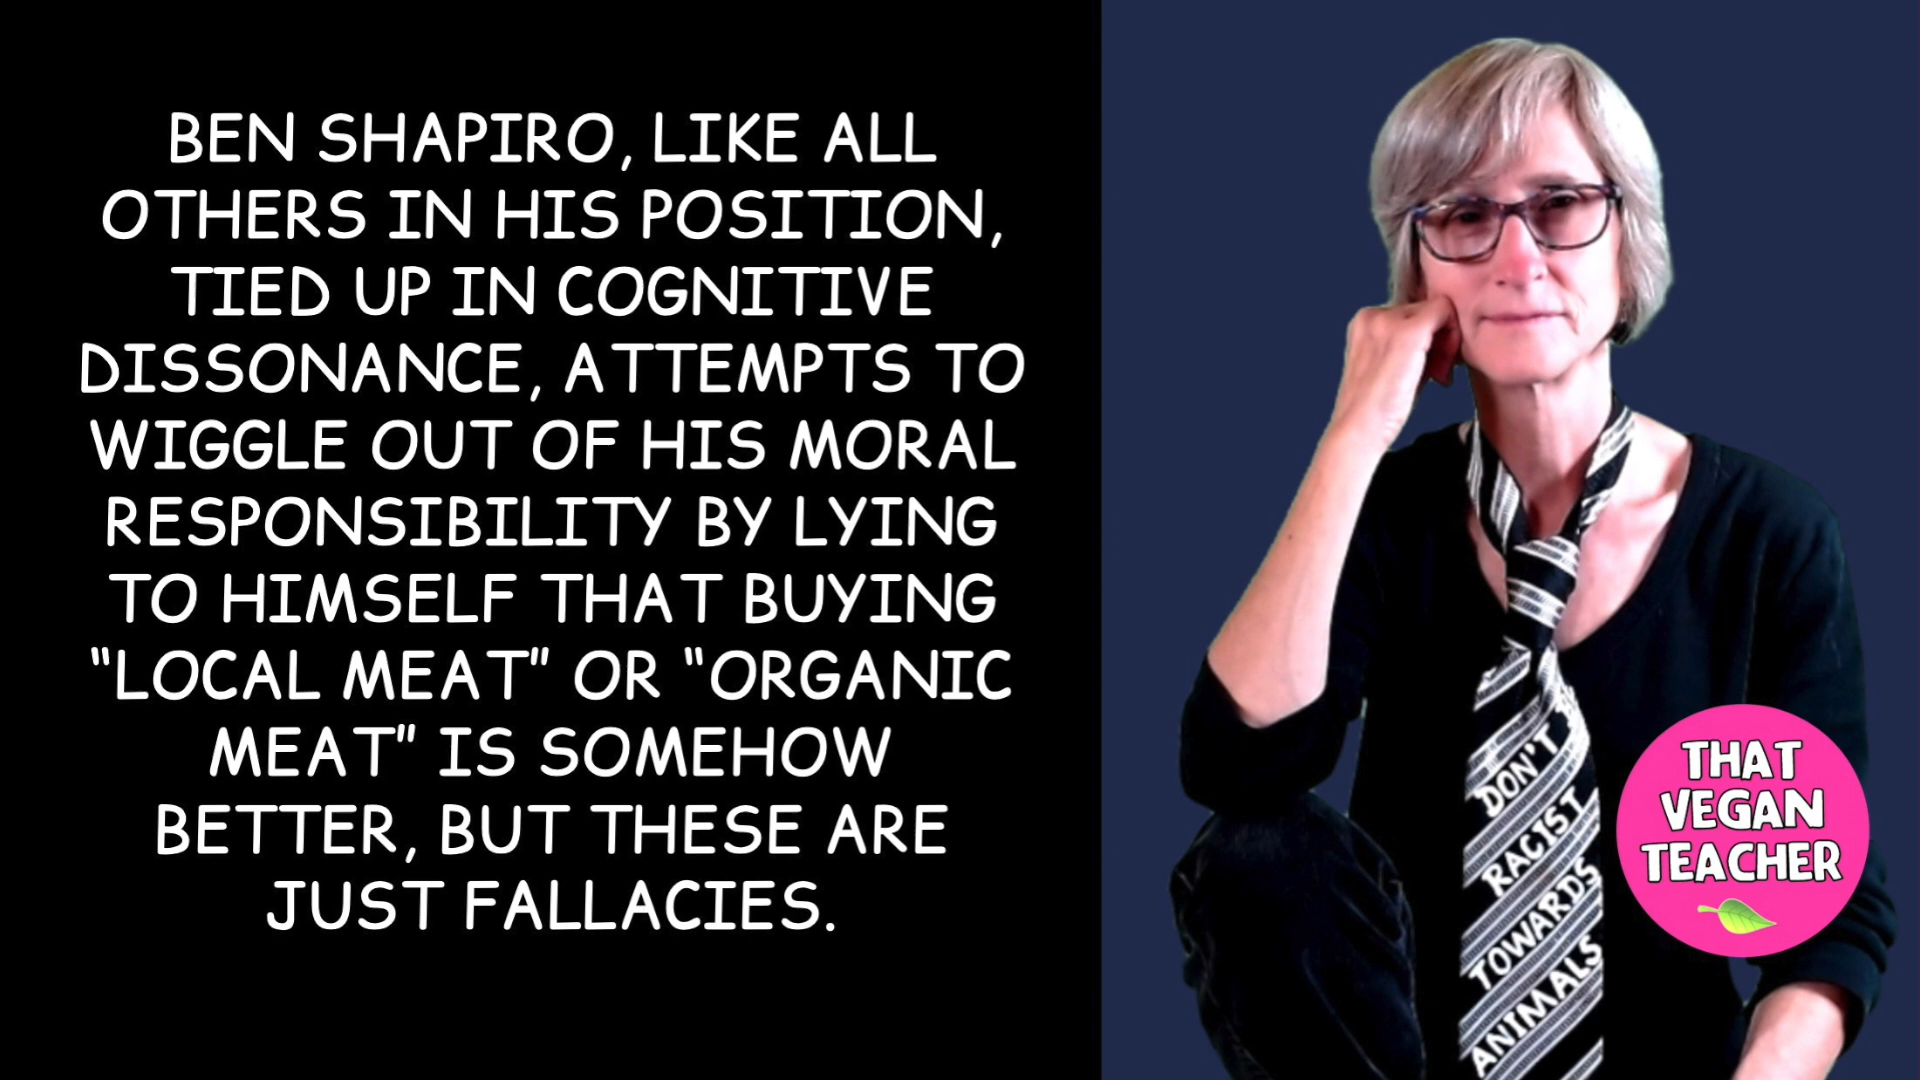 BEN SHAPIRO, LIKE ALL
OTHERS IN HIS POSITION,
TIED UP IN COGNITIVE
DISSONANCE, ATTEMPTS TO
WIGGLE OUT OF HIS MORAL
RESPONSIBILITY BY LYING
TO HIMSELF THAT BUYING
“LOCAL MEAT” OR “ORGANIC
MEAT” IS SOMEHOW
BETTER, BUT THESE ARE
JUST FALLACIES.
DON'T
RACIST
TOWARDS
ANIMALS
THAT
VEGAN
TEACHER